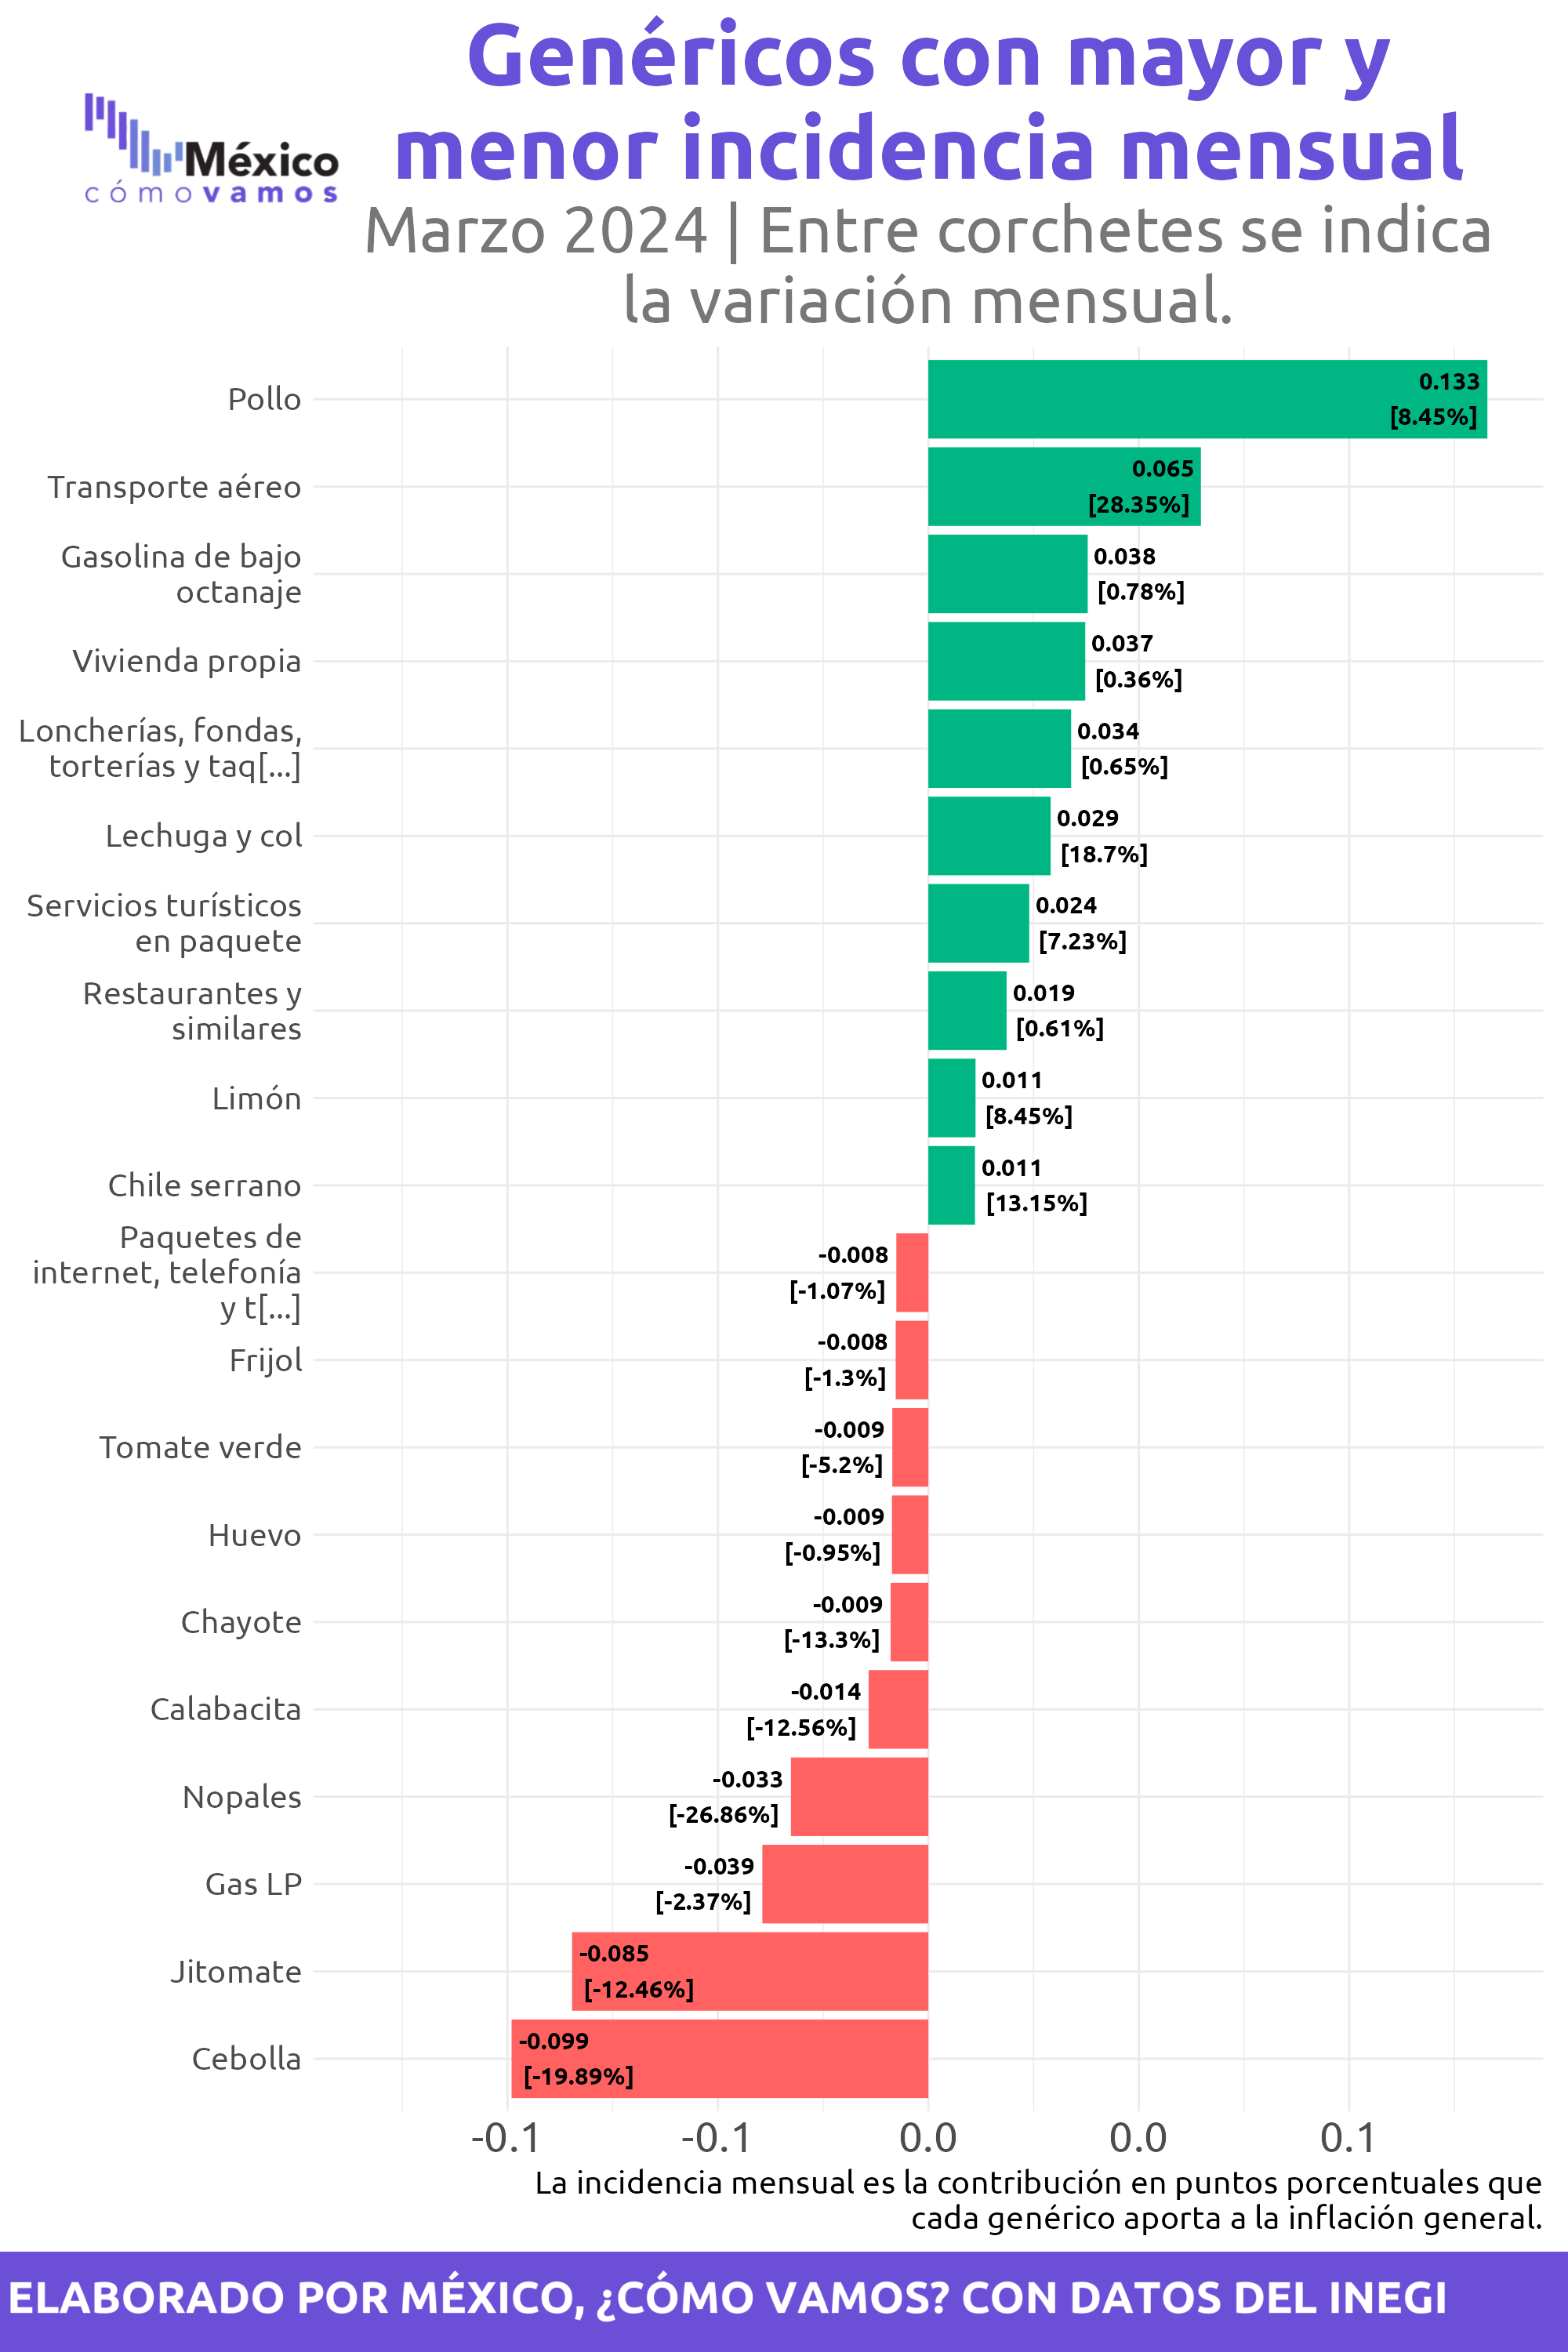 Genéricos con mayor y
menor incidencia mensual
México
cómovamos
Marzo 2024 | Entre corchetes se indica
la variación mensual.
Pollo
0.133
[8.45%]
Transporte aéreo
0.065
[28.35%]
Gasolina de bajo
octanaje
0.038
[0.78%]
Vivienda propia
0.037
[0.36%]
Loncherías, fondas,
torterías y taq[...]
0.034
[0.65%]
Lechuga y col
0.029
[18.7%]
Servicios turísticos
en paquete
0.024
[7.23%]
Restaurantes y
similares
0.019
[0.61%]
Limón
0.011
[8.45%]
Chile serrano
0.011
[13.15%]
Paquetes de
internet, telefonía
y t[...]
-0.008
[-1.07%]
Frijol
-0.008
[-1.3%]
Tomate verde
-0.009
[-5.2%]
Huevo
-0.009
[-0.95%]
Chayote
-0.009
[-13.3%]
Calabacita
-0.014
[-12.56%]
Nopales
-0.033
[-26.86%]
Gas LP
-0.039
[-2.37%]
Jitomate
-0.085
[-12.46%]
Cebolla
-0.099
[-19.89%]
-0.1 -0.1 0.0 0.0 0.1
La incidencia mensual es la contribución en puntos porcentuales que
cada genérico aporta a la inflación general.
ELABORADO POR MÉXICO, ¿CÓMO VAMOS? CON DATOS DEL INEGI